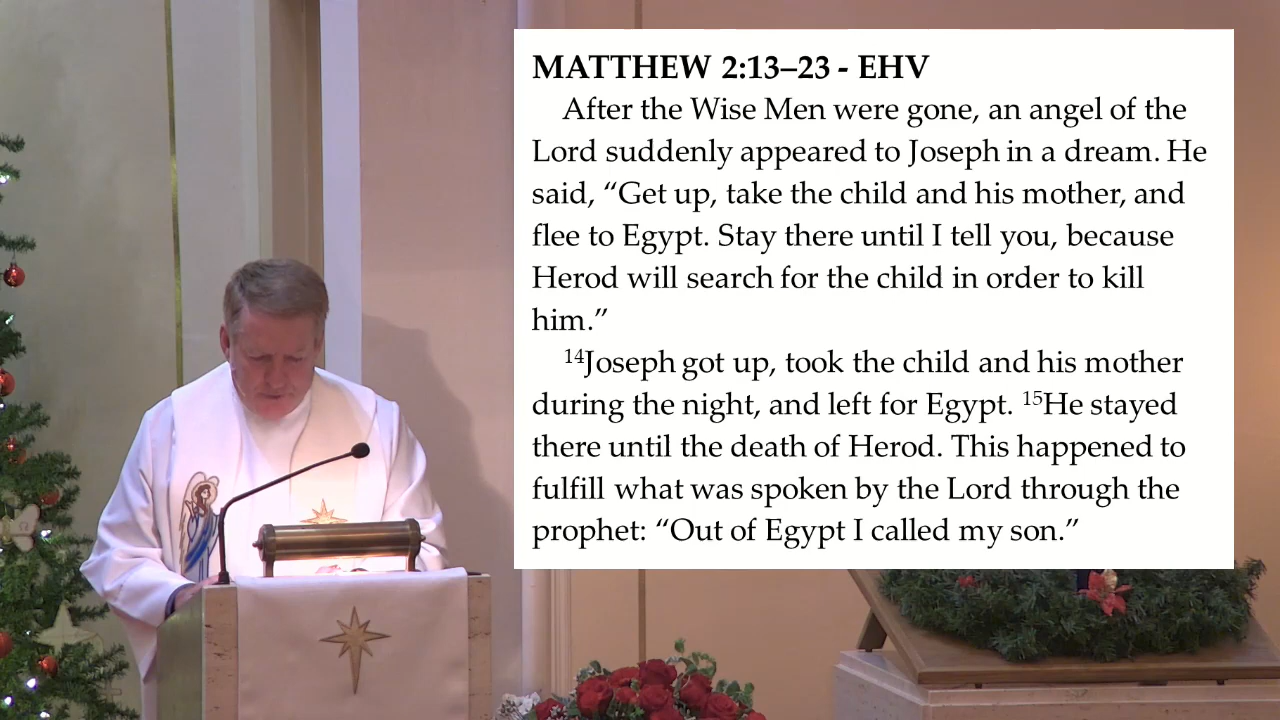 MATTHEW 2:13–23 - EHV
After the Wise Men were gone, an angel of the
Lord suddenly appeared to Joseph in a dream. He
said, “Get up, take the child and his mother, and
flee to Egypt. Stay there until I tell you, because
Herod will search for the child in order to kill
him.”
¹⁴Joseph got up, took the child and his mother
during the night, and left for Egypt. ¹⁵He stayed
there until the death of Herod. This happened to
fulfill what was spoken by the Lord through the
prophet: “Out of Egypt I called my son.”